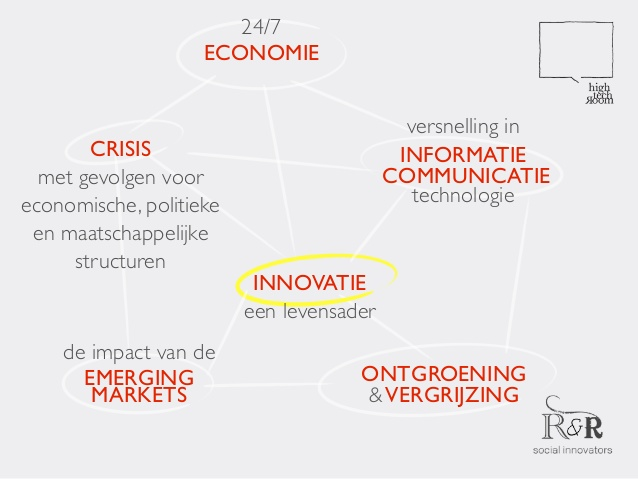 24/7
ECONOMIE
high
tech
Room
versnelling in
INFORMATIE
COMMUNICATIE
technologie
CRISIS
met gevolgen voor
economische, politieke
en maatschappelijke
structuren
INNOVATIE
een levensader
de impact van de
EMERGING
MARKETS
ONTGROENING
& VERGRIJZING
R&R
social innovators